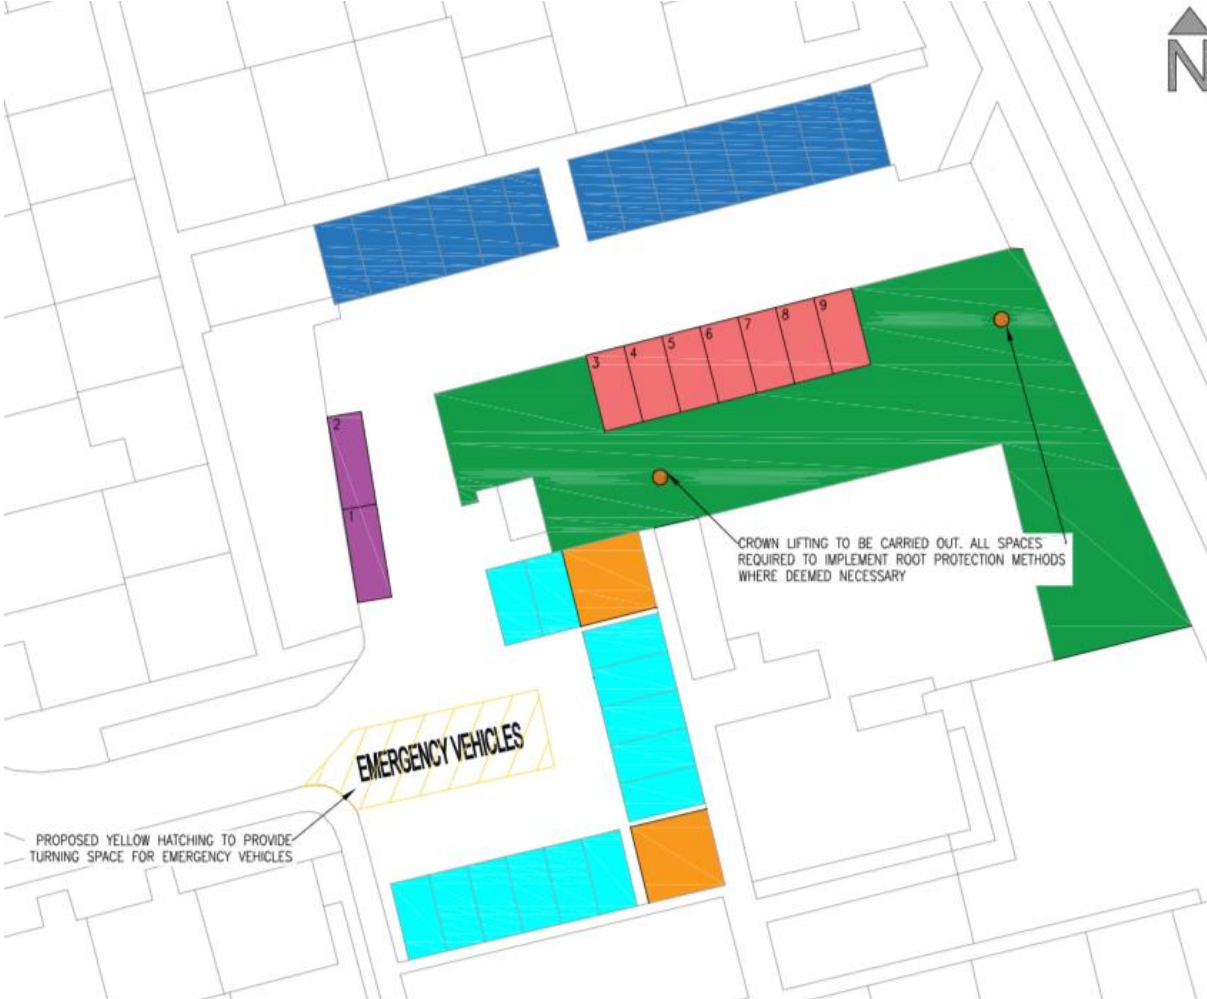 N
9
8
7
6
5
4
3
2
1
CROWN LIFTING TO BE CARRIED OUT. ALL SPACES
REQUIRED TO IMPLEMENT ROOT PROTECTION METHODS
WHERE DEEMED NECESSARY
EMERGENCY VEHICLES
PROPOSED YELLOW HATCHING TO PROVIDE
TURNING SPACE FOR EMERGENCY VEHICLES